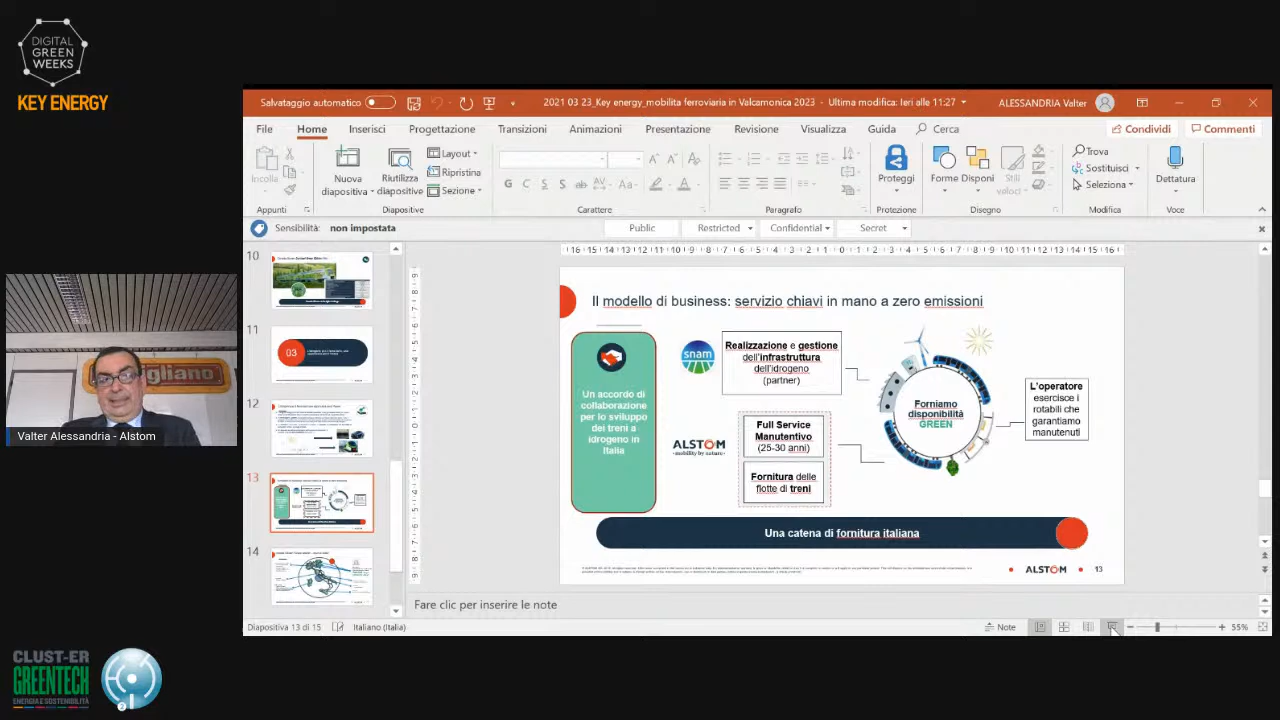 DIGITAL
GREEN
WEEKS
KEY ENERGY
Salvataggio automatico
2021 03 23_Key energy_mobilita ferroviaria in Valcamonica 2023 - Ultima modifica: Ieri alle 11:27
ALESSANDRIA Valter
File Home Inserisci Progettazione Transizioni Animazioni Presentazione Revisione Visualizza Guida Cerca
Condividi Commenti
Incolla
Nuova
diapositiva
Riutilizza
diapositive
Layout
Ripristina
Sezione
Proteggi
Forme Disponi Stili
veloci
Trova
Sostituisci
Seleziona
Dettatura
Appunti Diapositive Carattere Paragrafo Protezione Disegno Modifica Voce
Sensibilità: non impostata Public Restricted Confidential Secret
10
11
03
12
13
14
Il modello di business: servizio chiavi in mano a zero emissioni
Un accordo di
collaborazione
per lo sviluppo
dei treni a
idrogeno in
Italia
snam
Realizzazione e gestione
dell'infrastruttura
dell'idrogeno
(partner)
ALSTOM
•mobility by nature•
Full Service
Manutentivo
(25-30 anni)
Fornitura delle
flotte di treni
Forniamo
disponibilità
GREEN
L'operatore
esercisce i
rotabili che
garantiamo
manutenuti
Una catena di fornitura italiana
ALSTOM
13
Fare clic per inserire le note
Diapositiva 13 di 15 Italiano (Italia) Note 55%
igliano
Valter Alessandria - Alstom
CLUST-ER
GREENTECH
ENERGIA E SOSTENIBILITÀ
2